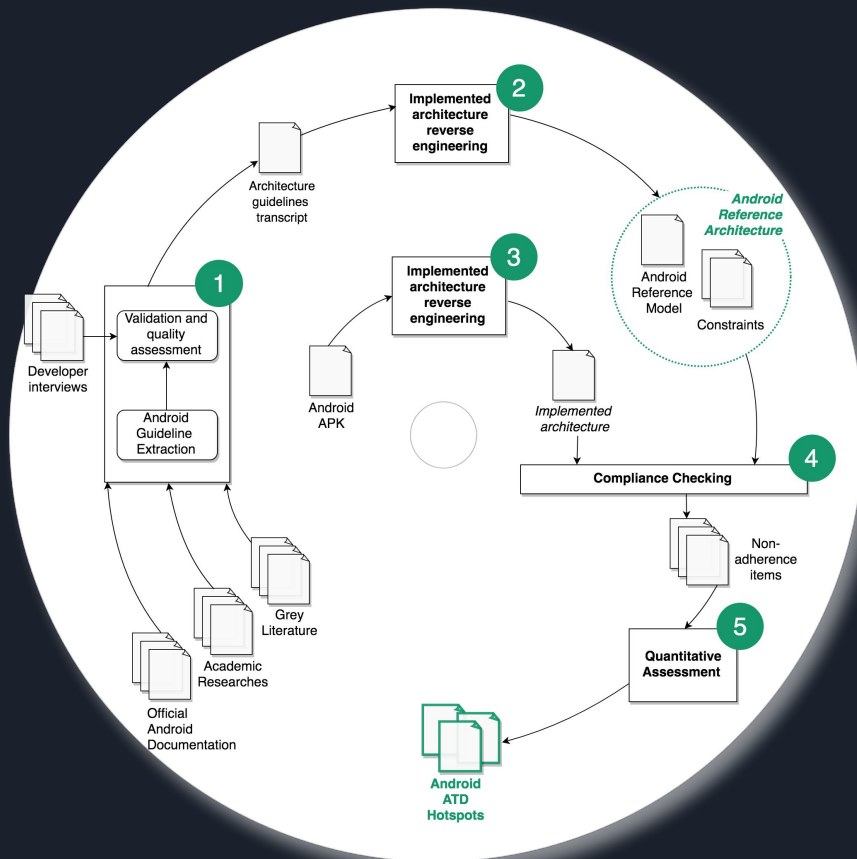 2
Implemented
architecture
reverse
engineering
Architecture
guidelines
transcript
Android
Reference
Architecture
Android
Reference
Model
Constraints
3
Implemented
architecture
reverse
engineering
Android
APK
Implemented
architecture
1
Validation and
quality
assessment
Developer
interviews
Android
Guideline
Extraction
4
Compliance Checking
Non-
adherence
items
Grey
Literature
Academic
Researches
Official
Android
Documentation
5
Quantitative
Assessment
Android
ATD
Hotspots